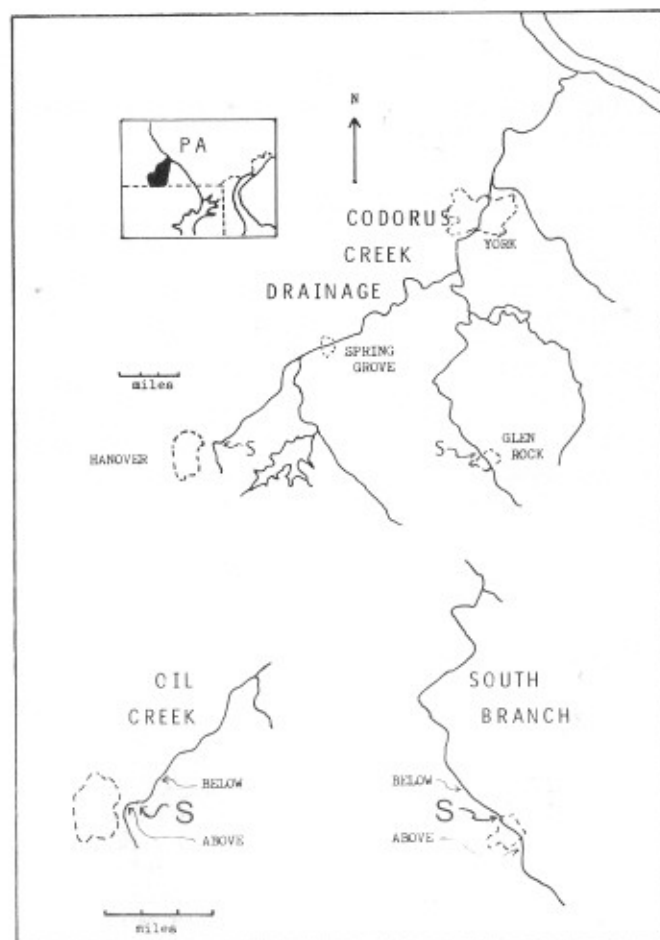 N
PA
CODORUS
CREEK
DRAINAGE
YORK
SPRING
GROVE
miles
HANOVER
S
S
GLEN
ROCK
OIL
CREEK
SOUTH
BRANCH
BELOW
S
ABOVE
BELOW
S
ABOVE
miles